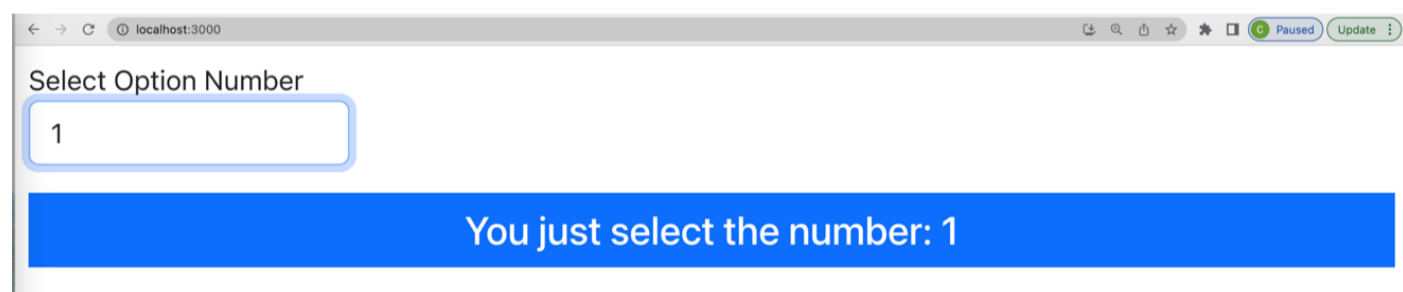 localhost:3000
C Paused
Update
Select Option Number
1
You just select the number: 1